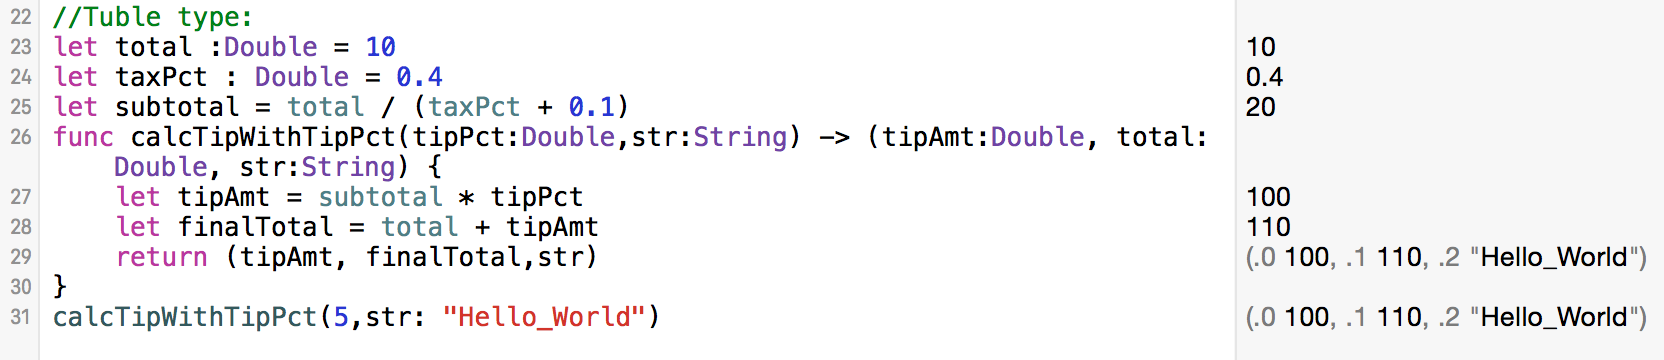 22 //Tuble type:
23 let total :Double = 10 10
24 let taxPct : Double = 0.4 0.4
25 let subtotal = total / (taxPct + 0.1) 20
26 func calcTipWithTipPct(tipPct:Double,str:String) -> (tipAmt:Double, total:
Double, str:String) {
27 let tipAmt = subtotal * tipPct 100
28 let finalTotal = total + tipAmt 110
29 return (tipAmt, finalTotal,str) (.0 100, .1 110, .2 "Hello_World")
30 }
31 calcTipWithTipPct(5,str: "Hello_World") (.0 100, .1 110, .2 "Hello_World")